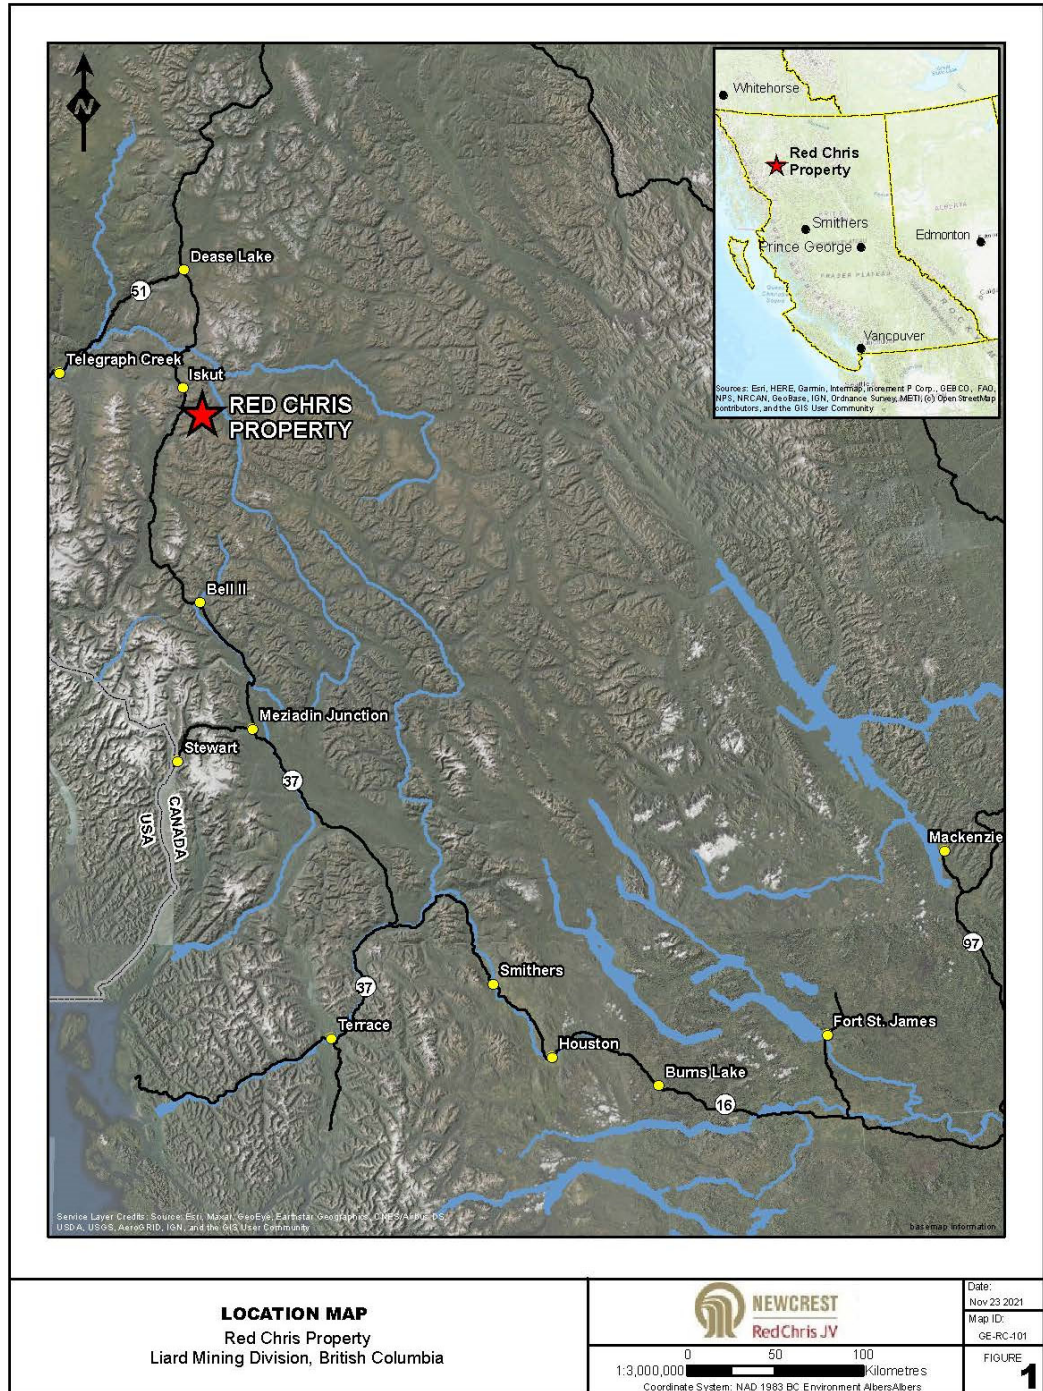 N
Whitehorse
Red Chris
Property
Smithers
Prince George
Edmonton
ALBERTA
FRASER PLATEAU
Vancouver
Sources: Esri, HERE, Garmin, Intermap, increment P Corp., GEBCO, FAO,
NPS, NRCAN, GeoBase, IGN, Ordnance Survey, METI, (c) OpenStreetMap
contributors, and the GIS User Community
Dease Lake
51
Telegraph Creek
Iskut
RED CHRIS
PROPERTY
Bell II
Meziadin Junction
Stewart
37
CANADA
USA
Mackenzie
97
Smithers
37
Terrace
Fort St. James
Houston
Burns Lake
16
Service Layer Credits: Source: Esri, Maxar, GeoEye, Earthstar Geographics, CNES/Airbus DS,
USDA, USGS, AeroGRID, IGN, and the GIS User Community
basemap information
LOCATION MAP
Red Chris Property
Liard Mining Division, British Columbia
NEWCREST
RedChris JV
0 50 100
1:3,000,000 Kilometres
Coordinate System: NAD 1983 BC Environment AlbersAlbers
Date:
Nov 23 2021
Map ID:
GE-RC-101
FIGURE
1